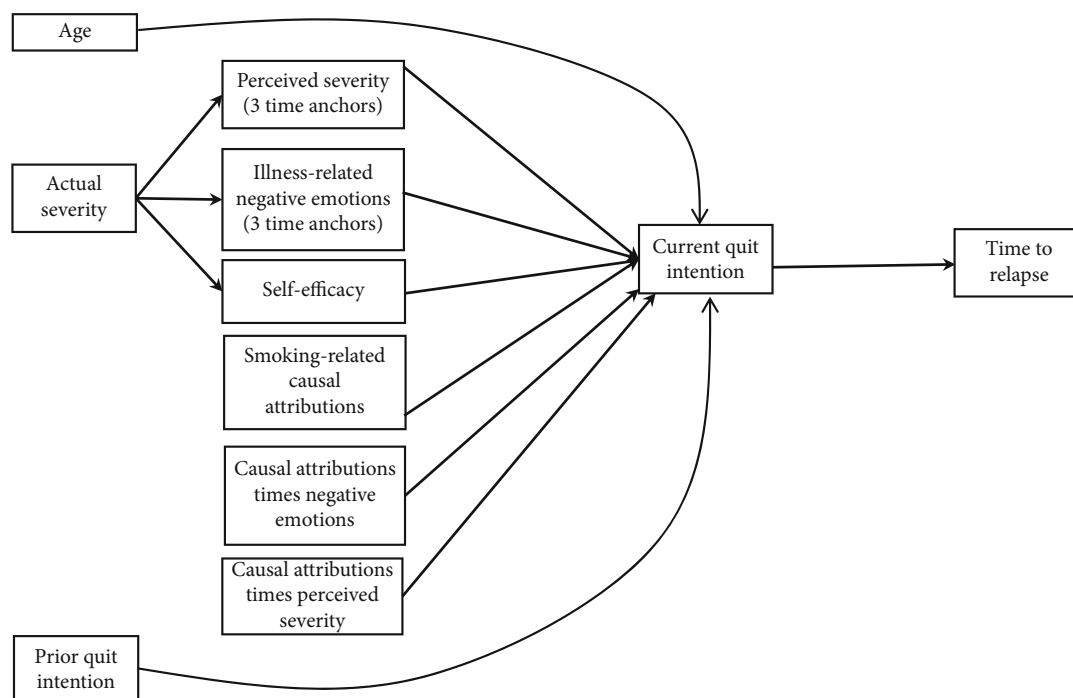 Age
Perceived severity
(3 time anchors)
Actual
severity
Illness-related
negative emotions
(3 time anchors)
Self-efficacy
Smoking-related
causal
attributions
Causal attributions
times negative
emotions
Causal attributions
times perceived
severity
Prior quit
intention
Current quit
intention
Time to
relapse